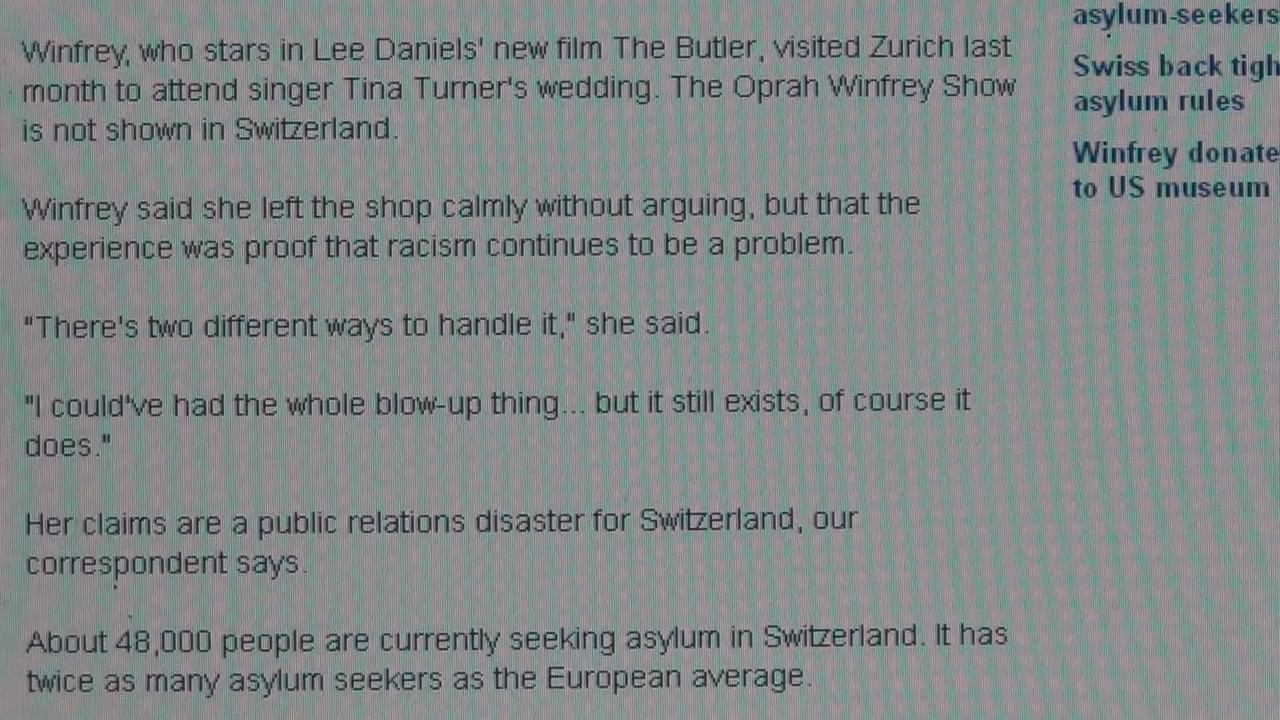 Winfrey, who stars in Lee Daniels' new film The Butler, visited Zurich last
month to attend singer Tina Turner's wedding. The Oprah Winfrey Show
is not shown in Switzerland.
Winfrey said she left the shop calmly without arguing, but that the
experience was proof that racism continues to be a problem.
"There's two different ways to handle it," she said.
"I could've had the whole blow-up thing... but it still exists, of course it
does."
Her claims are a public relations disaster for Switzerland, our
correspondent says.
About 48,000 people are currently seeking asylum in Switzerland. It has
twice as many asylum seekers as the European average.
asylum-seekers
Swiss back tigh
asylum rules
Winfrey donate
to US museum